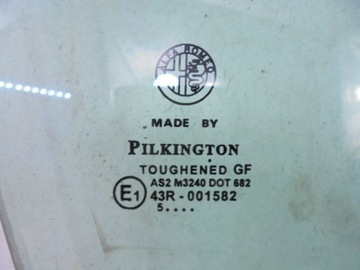 ALFA ROMEO
MADE BY
PILKINGTON
TOUGHENED GF
AS2 M3240 DOT 682
E1 43R - 001582
5 . . . .